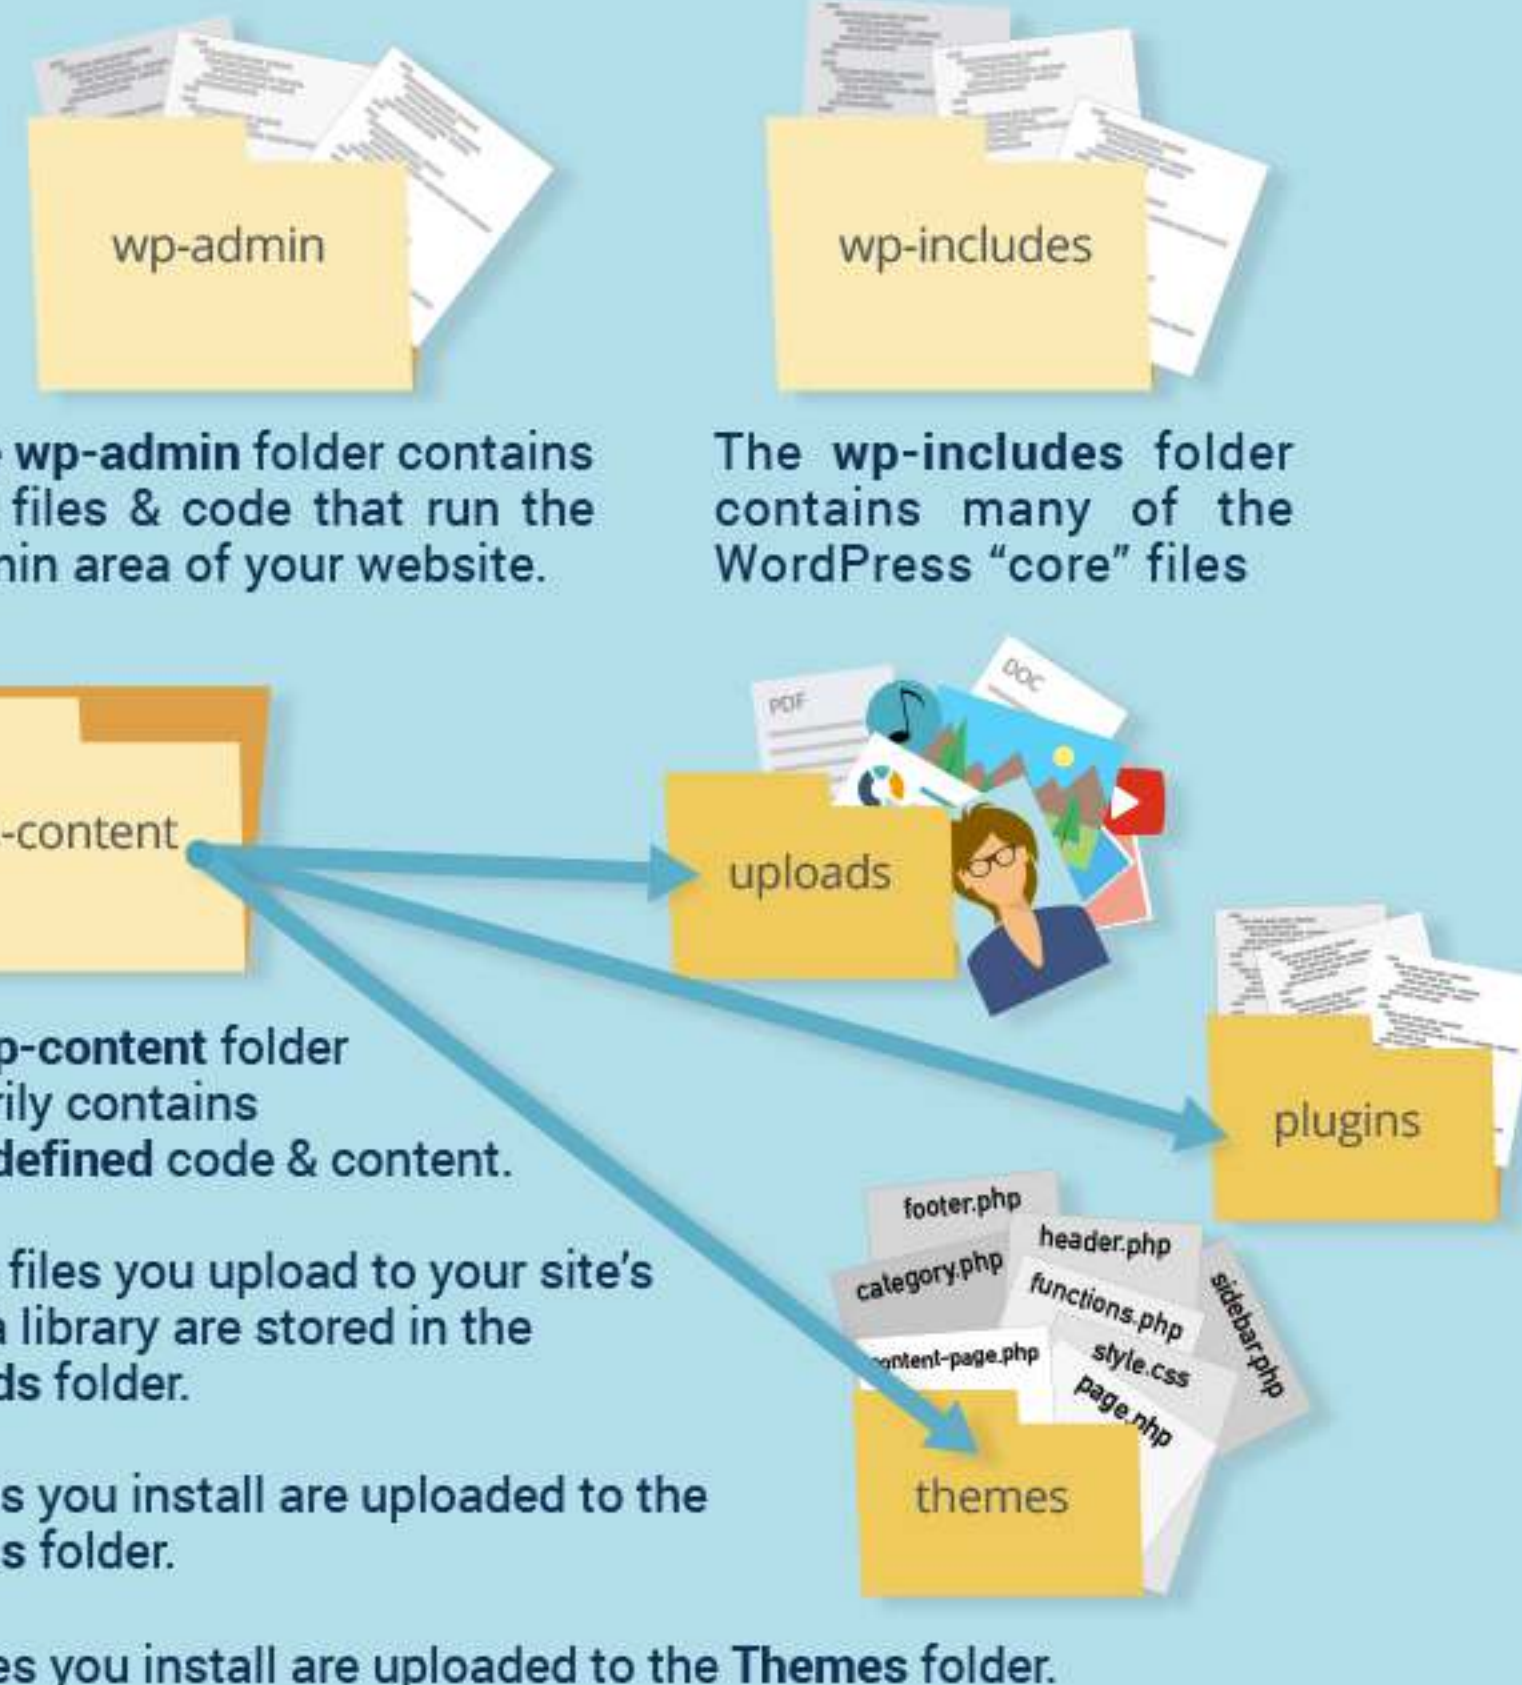 wp-admin
wp-includes
wp-admin folder contains
files & code that run the
area of your website.
The wp-includes folder
contains many of the
WordPress “core” files
PDF
DOC
-content
uploads
plugins
p-content folder
contains
defined code & content.
files you upload to your site's
library are stored in the
folder.
you install are uploaded to the
folder.
you install are uploaded to the Themes folder.
footer.php
header.php
category.php
functions.php
sidebar.php
ontent-page.php
style.css
page.php
themes